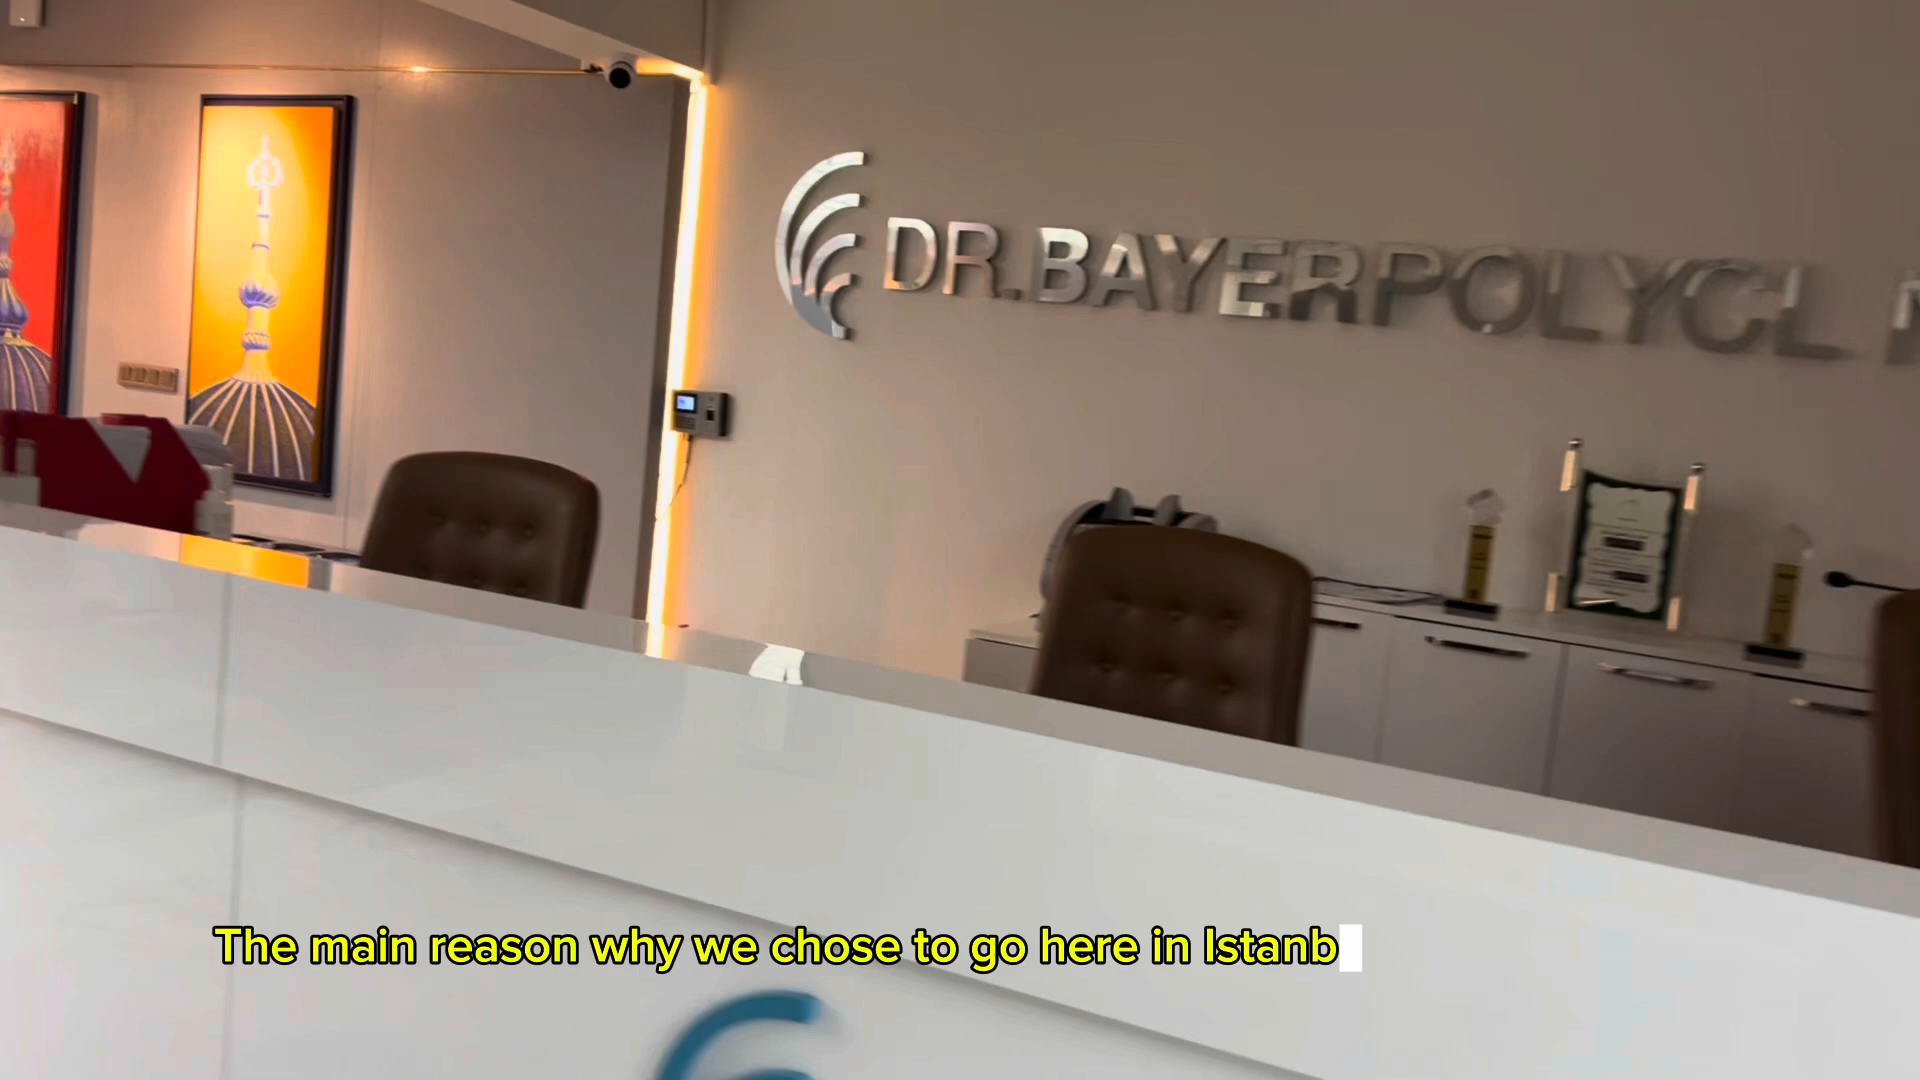 DR.BAYERPOLYCL N
The main reason why we chose to go here in Istanb